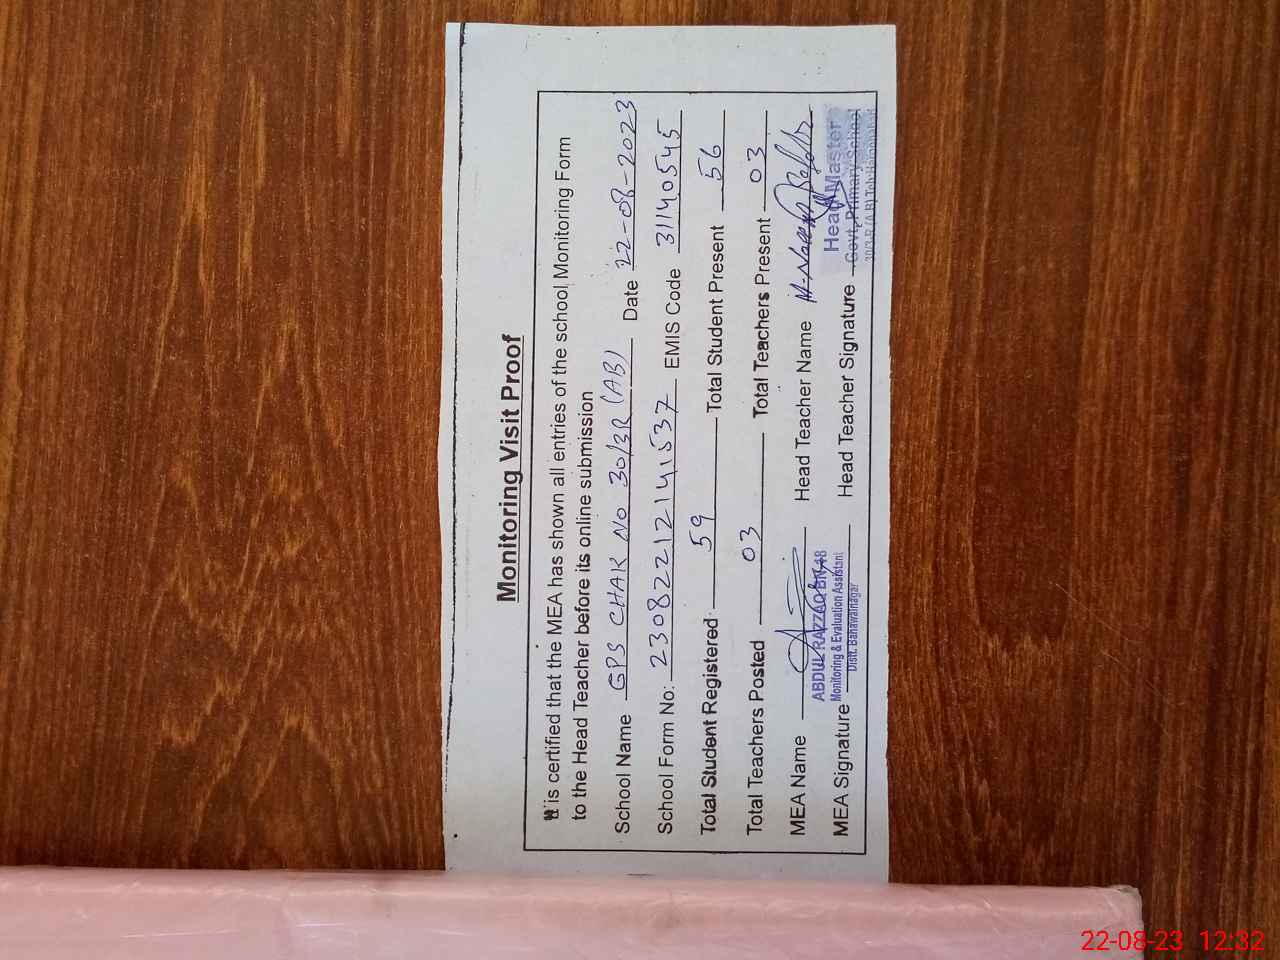 Monitoring Visit Proof
It is certified that the MEA has shown all entries of the school Monitoring Form
to the Head Teacher before its online submission
School Name GPS CHAK No 30/3R (AB) Date 22-08-2023
School Form No. 230822121141537 EMIS Code 31140545
Total Student Registered 59 Total Student Present 56
Total Teachers Posted 03 Total Teachers Present 03
MEA Name Head Teacher Name
ABDUL RAZZAQ BN-48
Monitoring & Evaluation Assistant
Distt. Bahawalnagar
MEA Signature Head Teacher Signature
Head Master
Govt. Primary School
30/3-R (A.B)
22-08-23 12:32